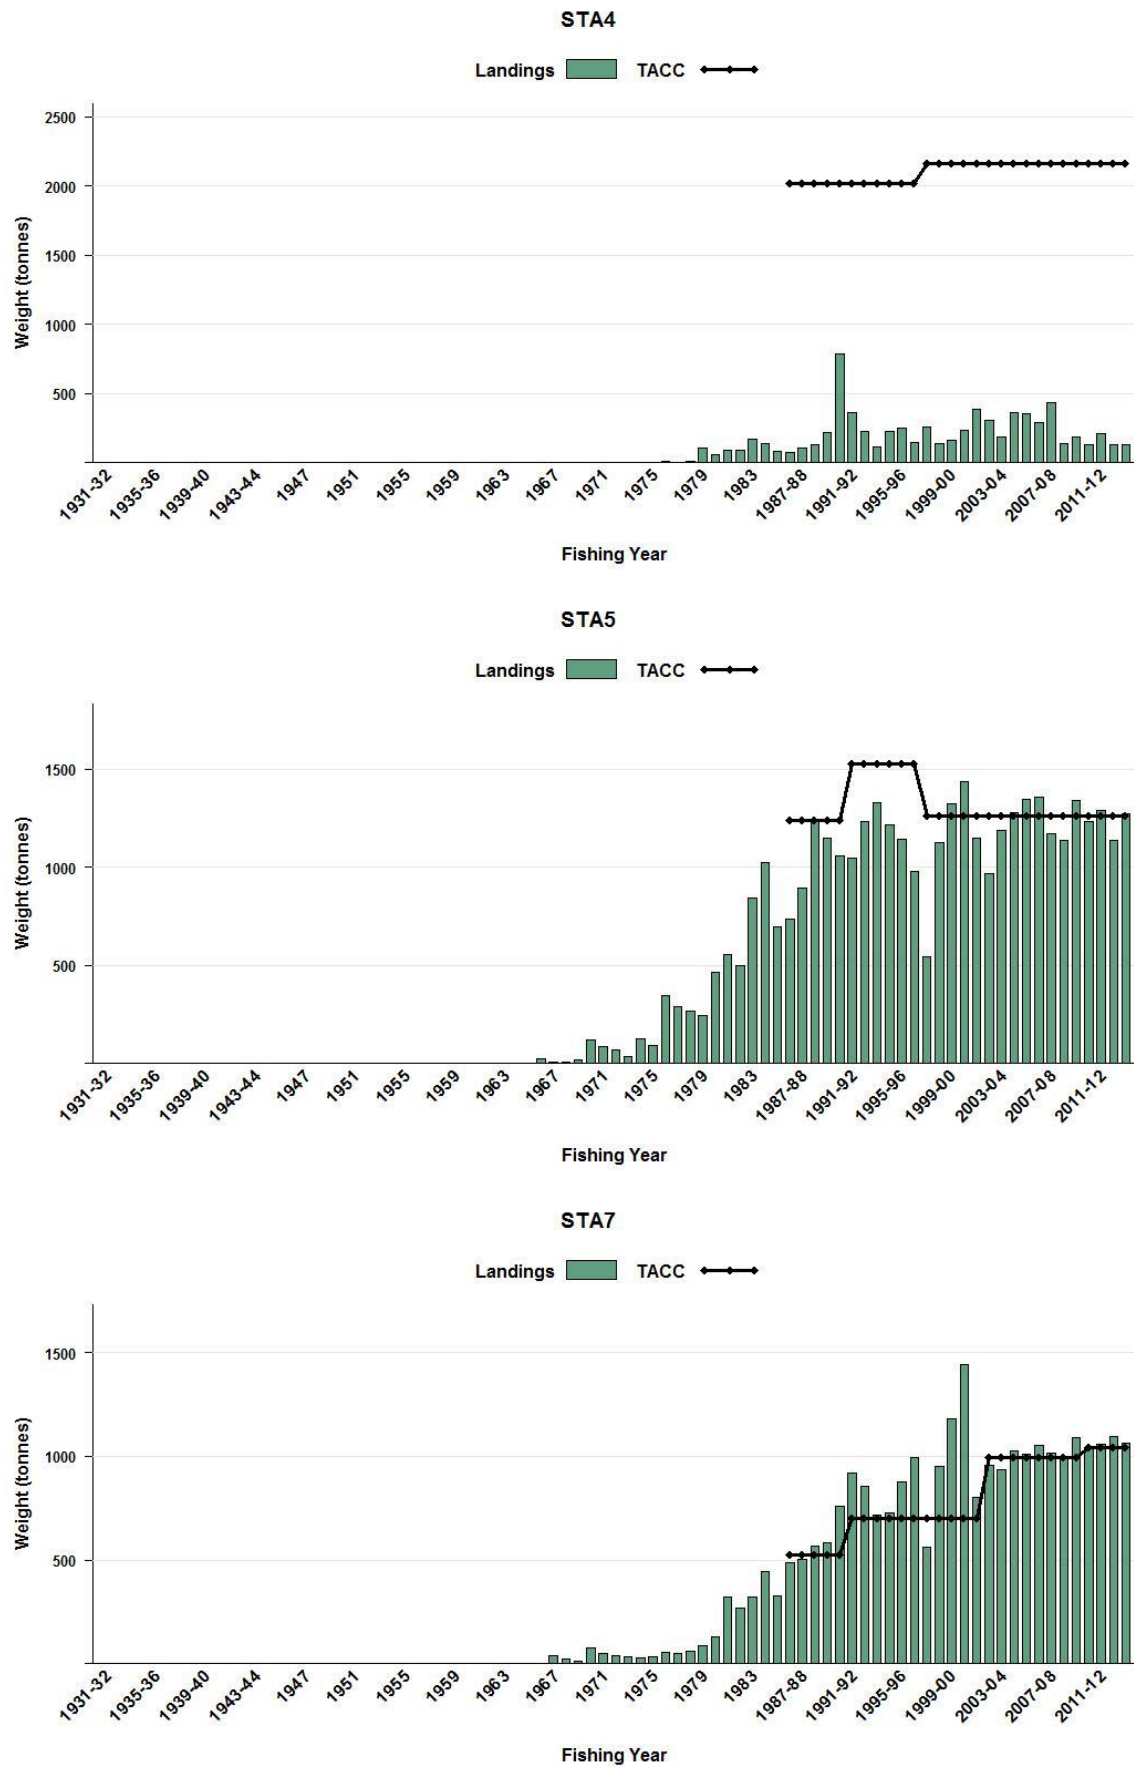 STA4
Landings TACC
2500
2000
1500
1000
500
Weight (tonnes)
1931-32 1935-36 1939-40 1943-44 1947 1951 1955 1959 1963 1967 1971 1975 1979 1983 1987-88 1991-92 1995-96 1999-00 2003-04 2007-08 2011-12
Fishing Year
STA5
Landings TACC
1500
1000
500
Weight (tonnes)
1931-32 1935-36 1939-40 1943-44 1947 1951 1955 1959 1963 1967 1971 1975 1979 1983 1987-88 1991-92 1995-96 1999-00 2003-04 2007-08 2011-12
Fishing Year
STA7
Landings TACC
1500
1000
500
Weight (tonnes)
1931-32 1935-36 1939-40 1943-44 1947 1951 1955 1959 1963 1967 1971 1975 1979 1983 1987-88 1991-92 1995-96 1999-00 2003-04 2007-08 2011-12
Fishing Year